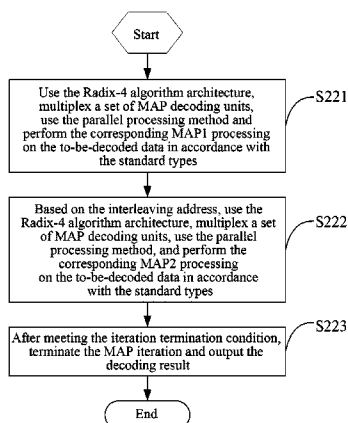 Start
Use the Radix-4 algorithm architecture,
multiplex a set of MAP decoding units,
use the parallel processing method and
perform the corresponding MAP1 processing
on the to-be-decoded data in accordance with
the standard types
S221
Based on the interleaving address, use the
Radix-4 algorithm architecture, multiplex a set
of MAP decoding units, use the parallel
processing method, and perform the
corresponding MAP2 processing
on the to-be-decoded data in accordance
with the standard types
S222
After meeting the iteration termination condition,
terminate the MAP iteration and output the
decoding result
S223
End